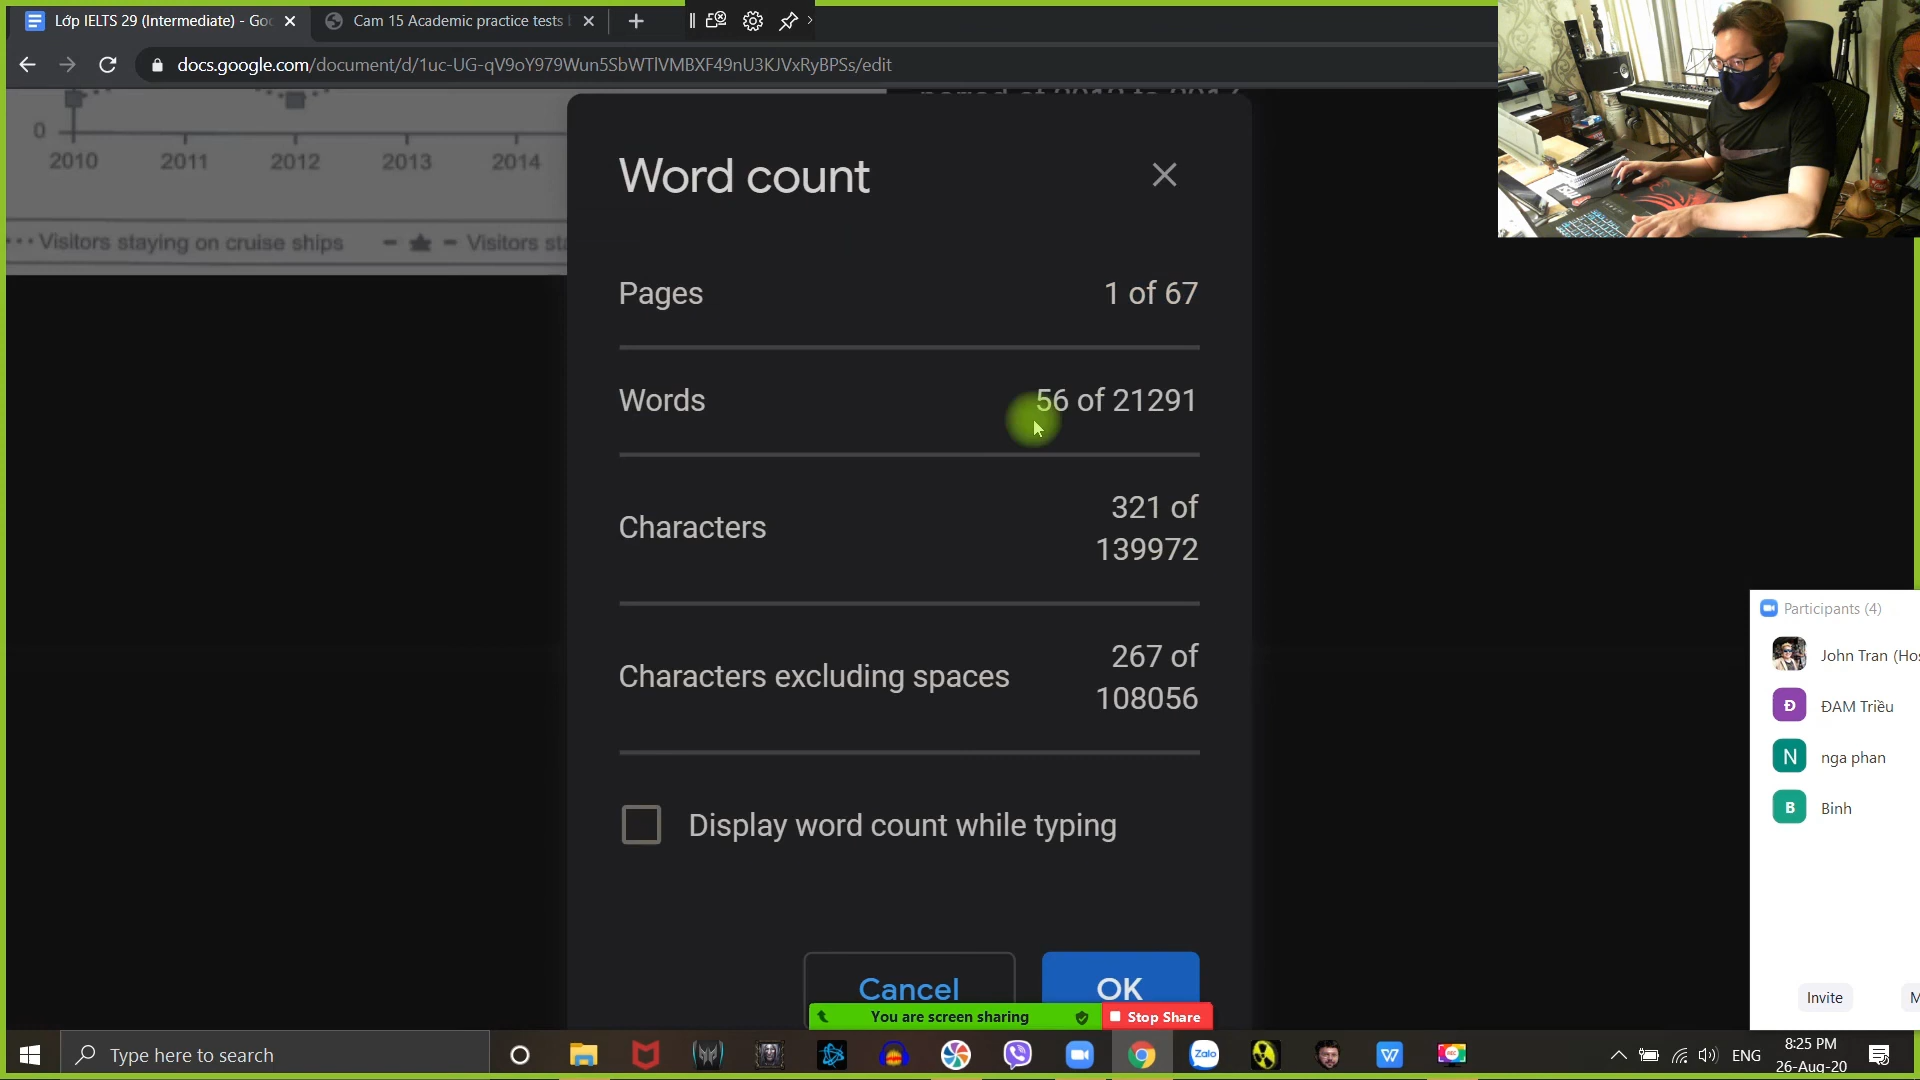 Lớp IELTS 29 (Intermediate) - Goo
Cam 15 Academic practice tests
docs.google.com/document/d/1uc-UG-qV9oY979Wun5SbWTlVMBXF49nU3KJVxRyBPSs/edit
0
2010 2011 2012 2013 2014
Visitors staying on cruise ships
Visitors sta
Word count
Pages 1 of 67
Words 56 of 21291
Characters 321 of
139972
Characters excluding spaces 267 of
108056
Display word count while typing
Cancel OK
You are screen sharing Stop Share
Participants (4)
John Tran (Hos
Đ ĐAM Triều
N nga phan
B Binh
Invite M
Type here to search
Zalo
W
ENG
8:25 PM
26-Aug-20